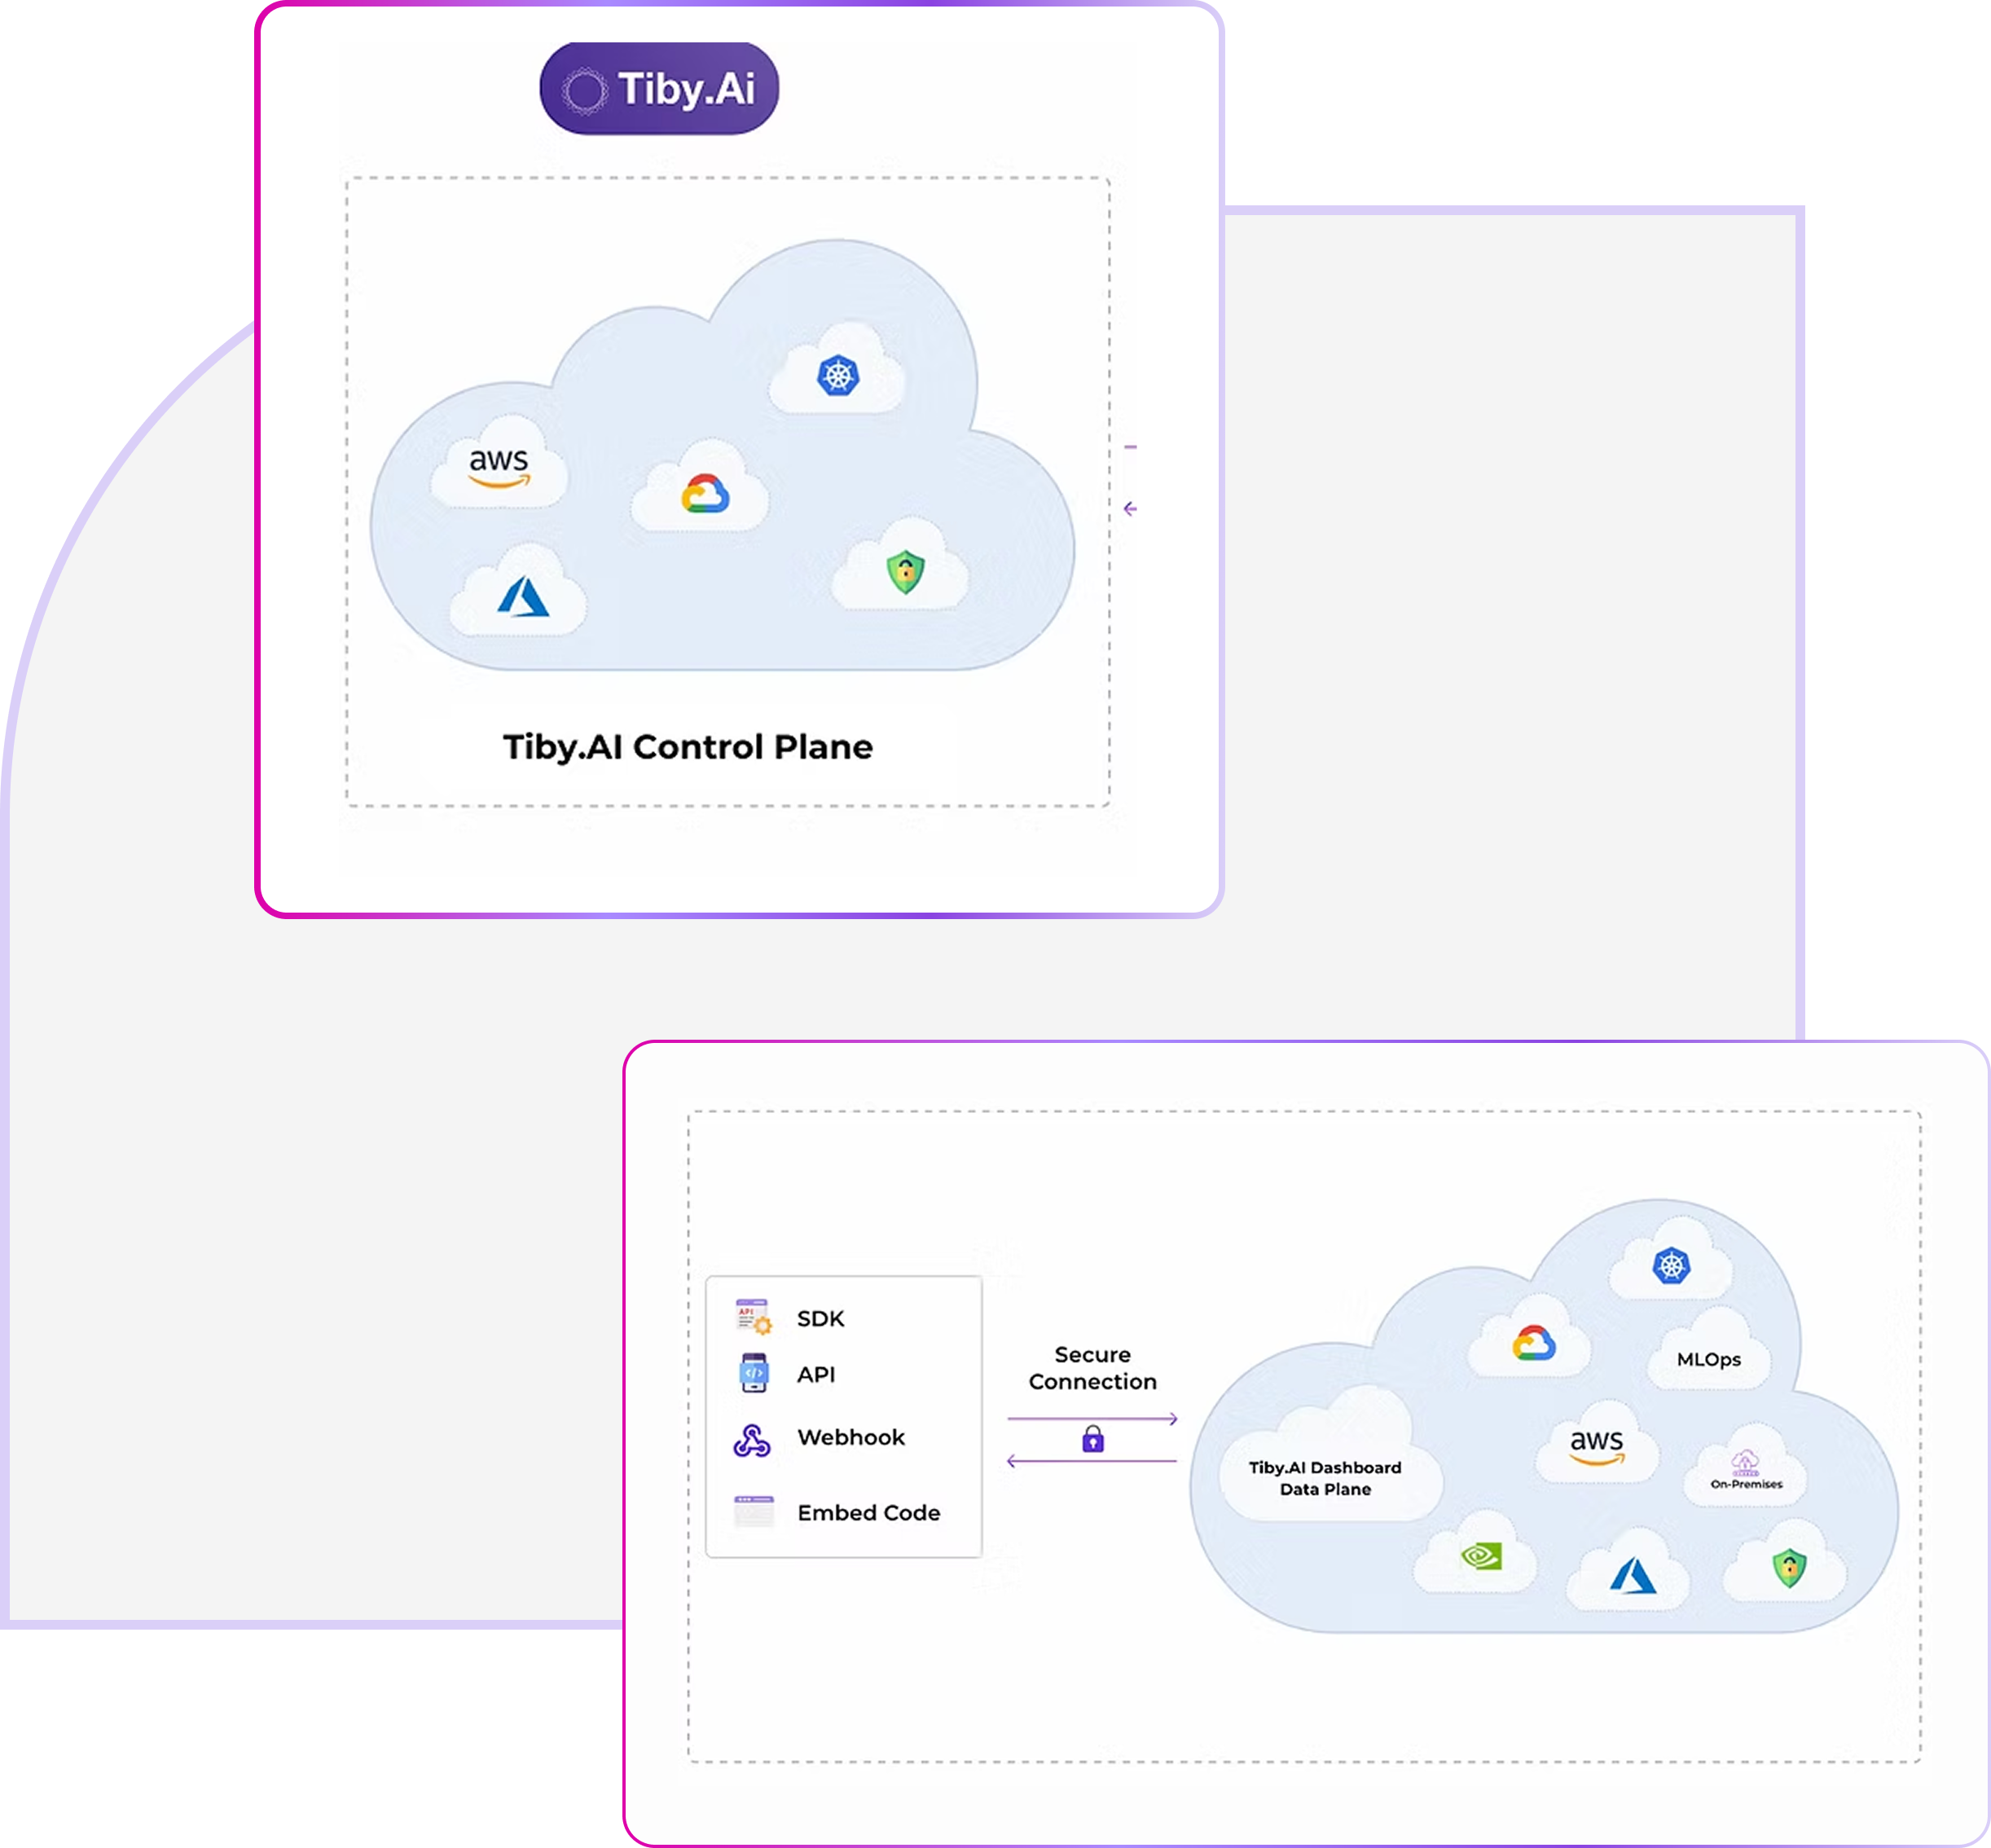 Tiby.Ai
aws
Tiby.AI Control Plane
API
SDK
API
Webhook
Embed Code
Secure
Connection
Tiby.AI Dashboard
Data Plane
MLOps
aws
On-Premises